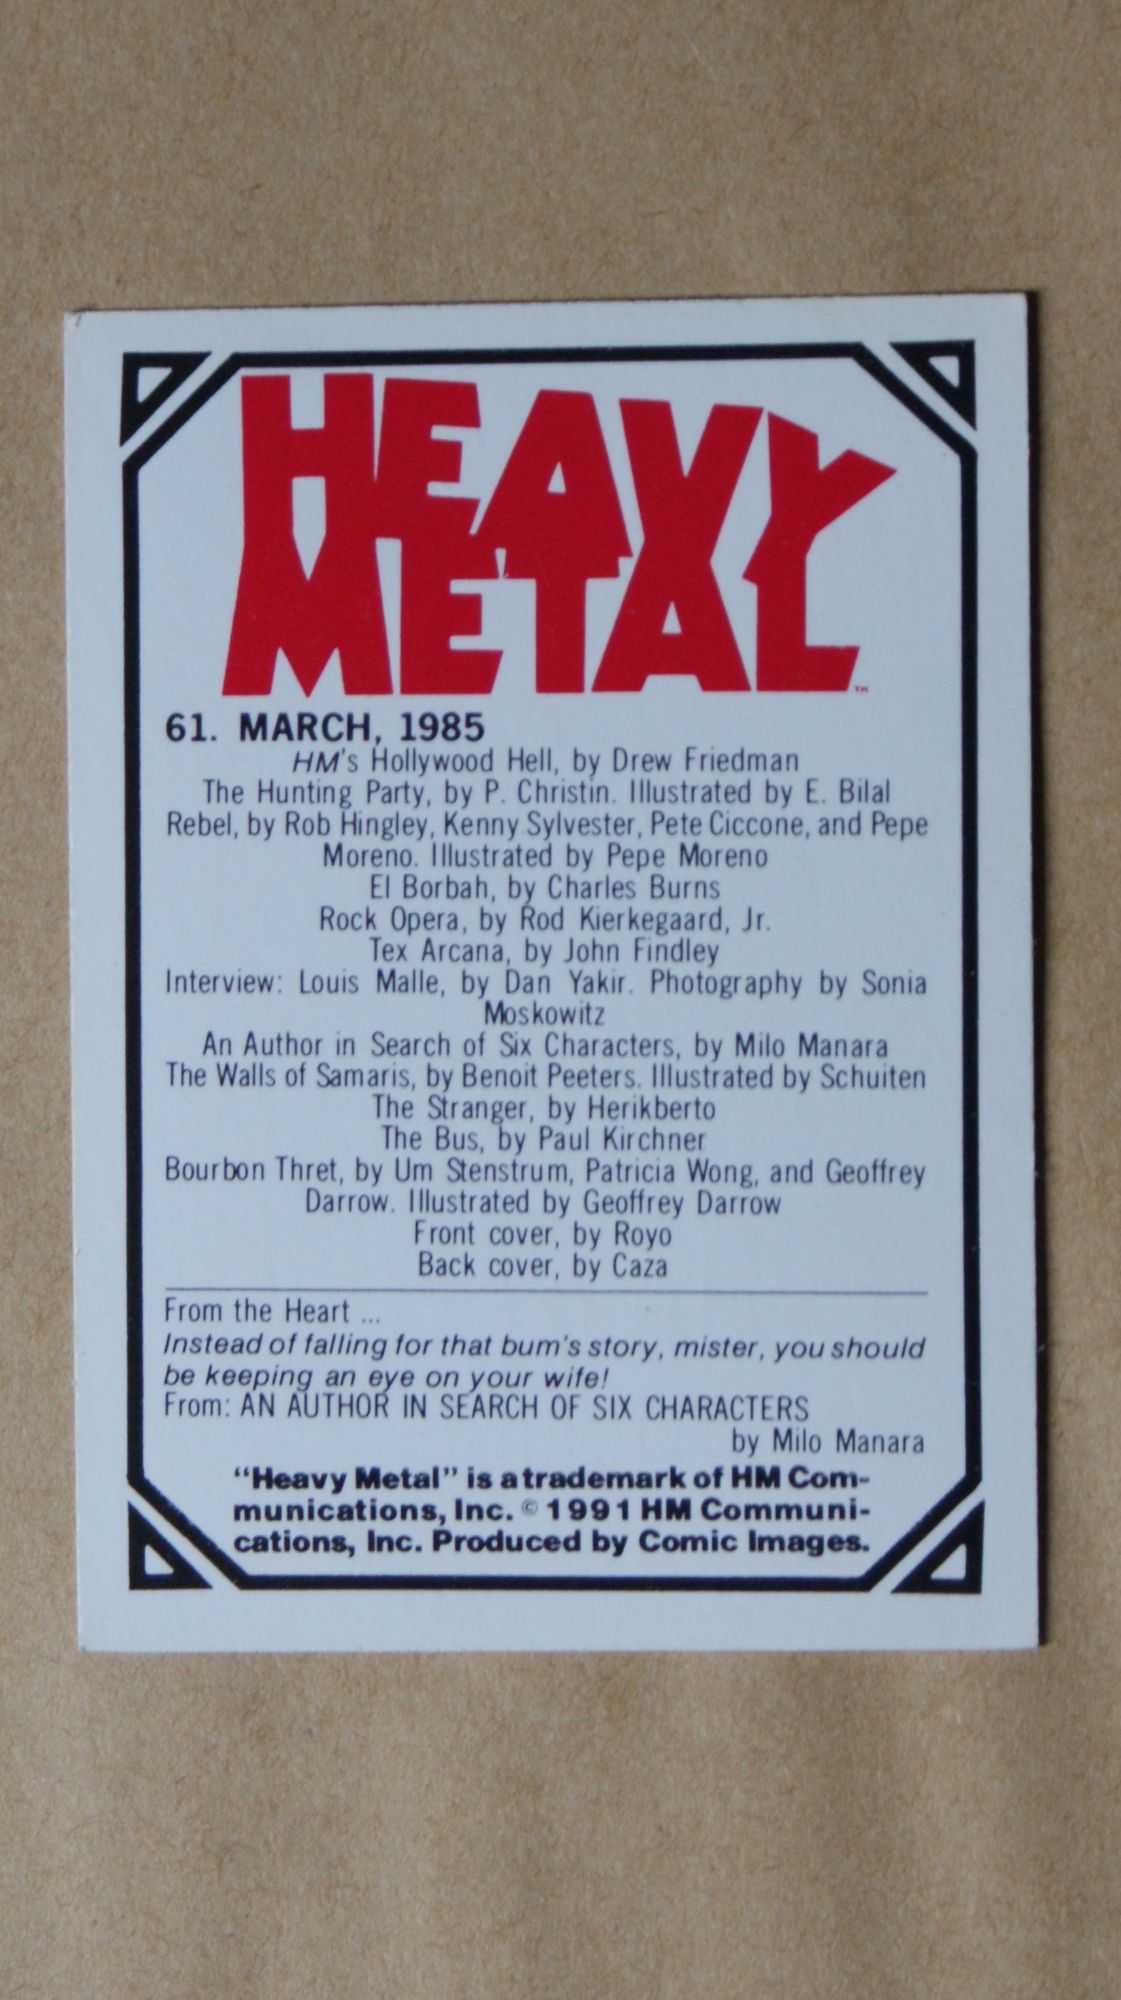 HEAVY
METAL™
61. MARCH, 1985
HM's Hollywood Hell, by Drew Friedman
The Hunting Party, by P. Christin. Illustrated by E. Bilal
Rebel, by Rob Hingley, Kenny Sylvester, Pete Ciccone, and Pepe
Moreno. Illustrated by Pepe Moreno
El Borbah, by Charles Burns
Rock Opera, by Rod Kierkegaard, Jr.
Tex Arcana, by John Findley
Interview: Louis Malle, by Dan Yakir. Photography by Sonia
Moskowitz
An Author in Search of Six Characters, by Milo Manara
The Walls of Samaris, by Benoit Peeters. Illustrated by Schuiten
The Stranger, by Herikberto
The Bus, by Paul Kirchner
Bourbon Thret, by Um Stenstrum, Patricia Wong, and Geoffrey
Darrow. Illustrated by Geoffrey Darrow
Front cover, by Royo
Back cover, by Caza
From the Heart ...
Instead of falling for that bum's story, mister, you should
be keeping an eye on your wife!
From: AN AUTHOR IN SEARCH OF SIX CHARACTERS
by Milo Manara
“Heavy Metal” is a trademark of HM Com-
munications, Inc. © 1991 HM Communi-
cations, Inc. Produced by Comic Images.